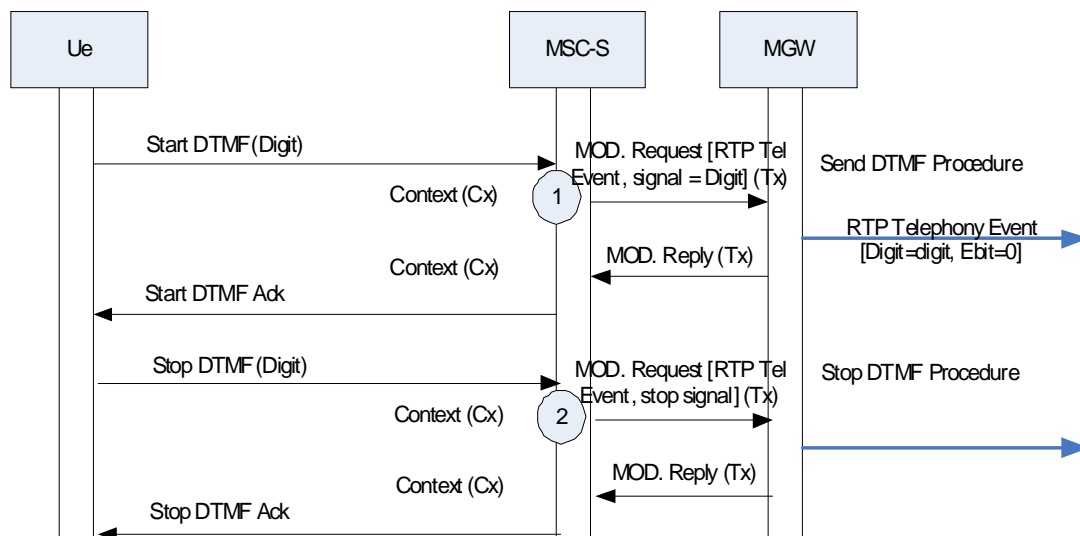 Ue
MSC-S
MGW
Start DTMF(Digit)
MOD. Request [RTP Tel
Event, signal = Digit] (Tx)
Send DTMF Procedure
Context (Cx)
1
RTP Telephony Event
[Digit=digit, Ebit=0]
MOD. Reply (Tx)
Context (Cx)
Start DTMF Ack
Stop DTMF(Digit)
MOD. Request [RTP Tel
Event, stop signal] (Tx)
Stop DTMF Procedure
Context (Cx)
2
MOD. Reply (Tx)
Context (Cx)
Stop DTMF Ack